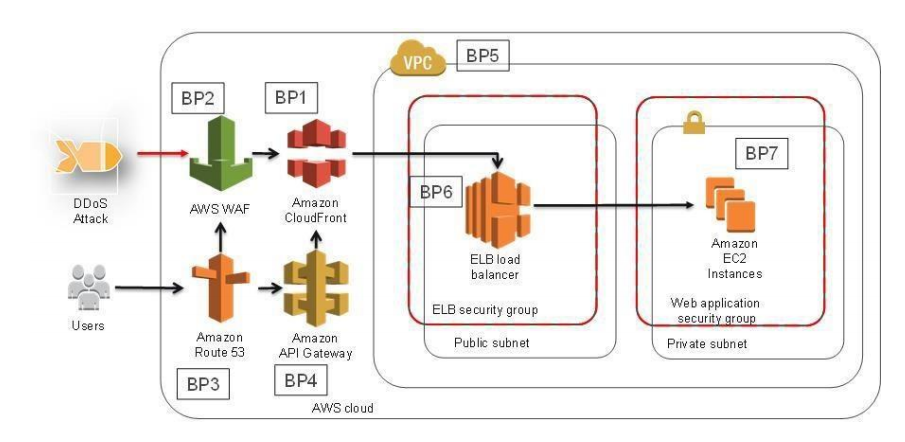 VPC
BP5
BP2
BP1
BP7
BP6
DDoS
Attack
AWS WAF
Amazon
CloudFront
ELB load
balancer
Amazon
EC2
Instances
ELB security group
Web application
security group
Users
Amazon
Route 53
Amazon
API Gateway
Public subnet
Private subnet
BP3
BP4
AWS cloud